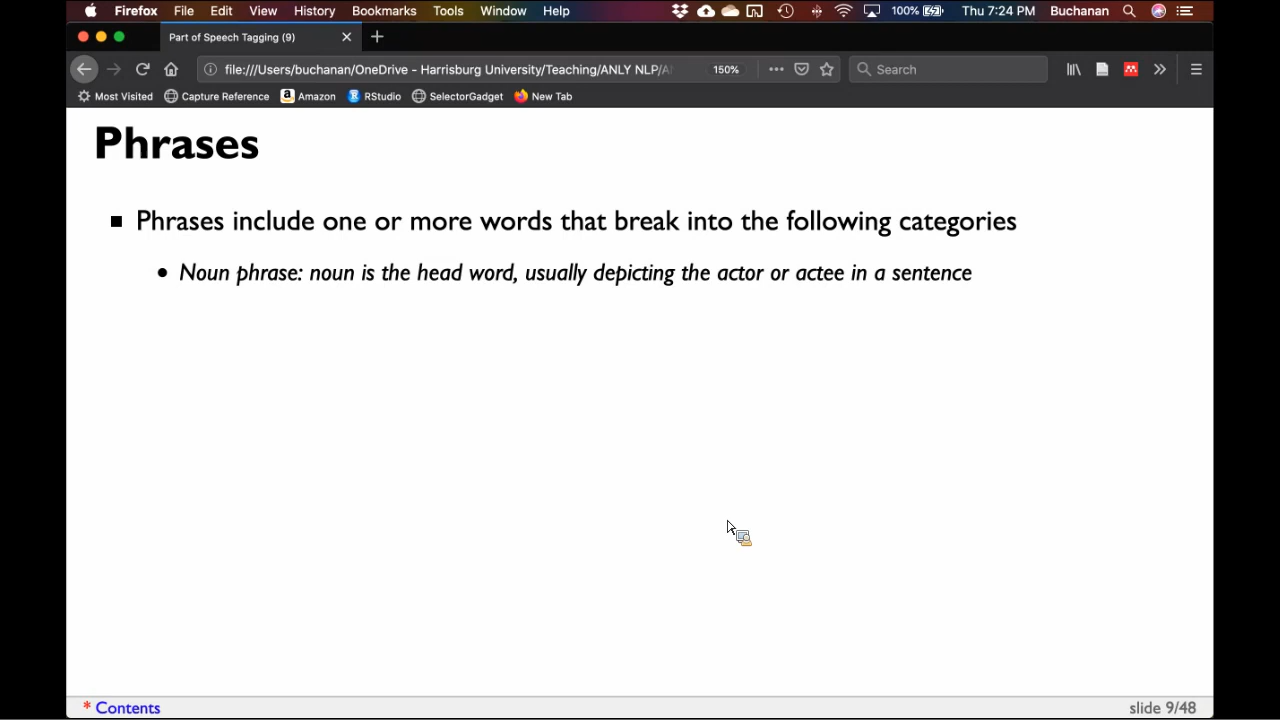 Firefox File Edit View History Bookmarks Tools Window Help 100% Thu 7:24 PM Buchanan
Part of Speech Tagging (9)
file:///Users/buchanan/OneDrive - Harrisburg University/Teaching/ANLY NLP/A 150% Search
Most Visited Capture Reference Amazon RStudio SelectorGadget New Tab
Phrases
Phrases include one or more words that break into the following categories
Noun phrase: noun is the head word, usually depicting the actor or actee in a sentence
* Contents slide 9/48